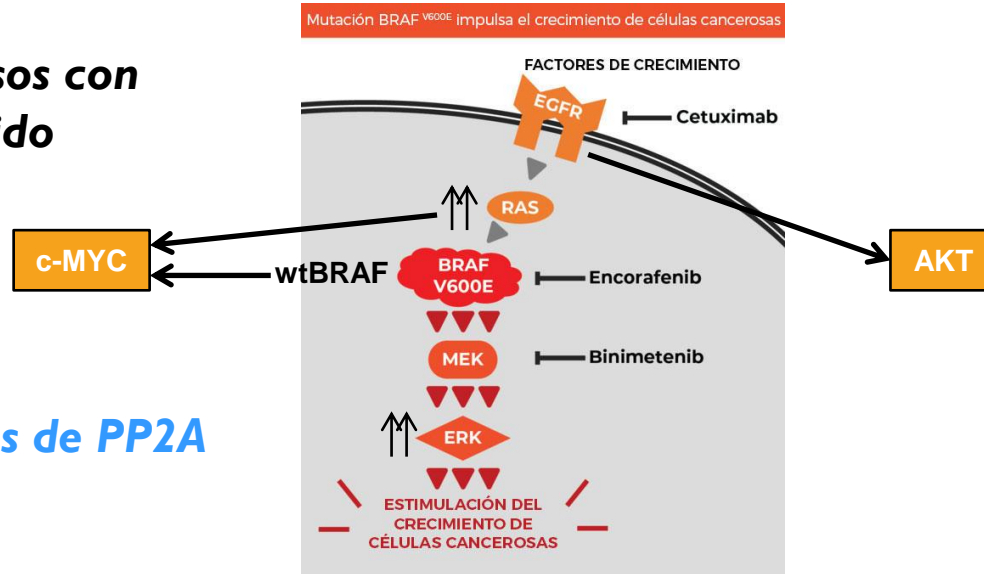 Mutación BRAF V600E impulsa el crecimiento de células cancerosas
sos con
ido
FACTORES DE CRECIMIENTO
EGFR
Cetuximab
RAS
c-MYC
wtBRAF
BRAF
V600E
Encorafenib
AKT
MEK
Binimetenib
s de PP2A
ERK
ESTIMULACIÓN DEL
CRECIMIENTO DE
CÉLULAS CANCEROSAS